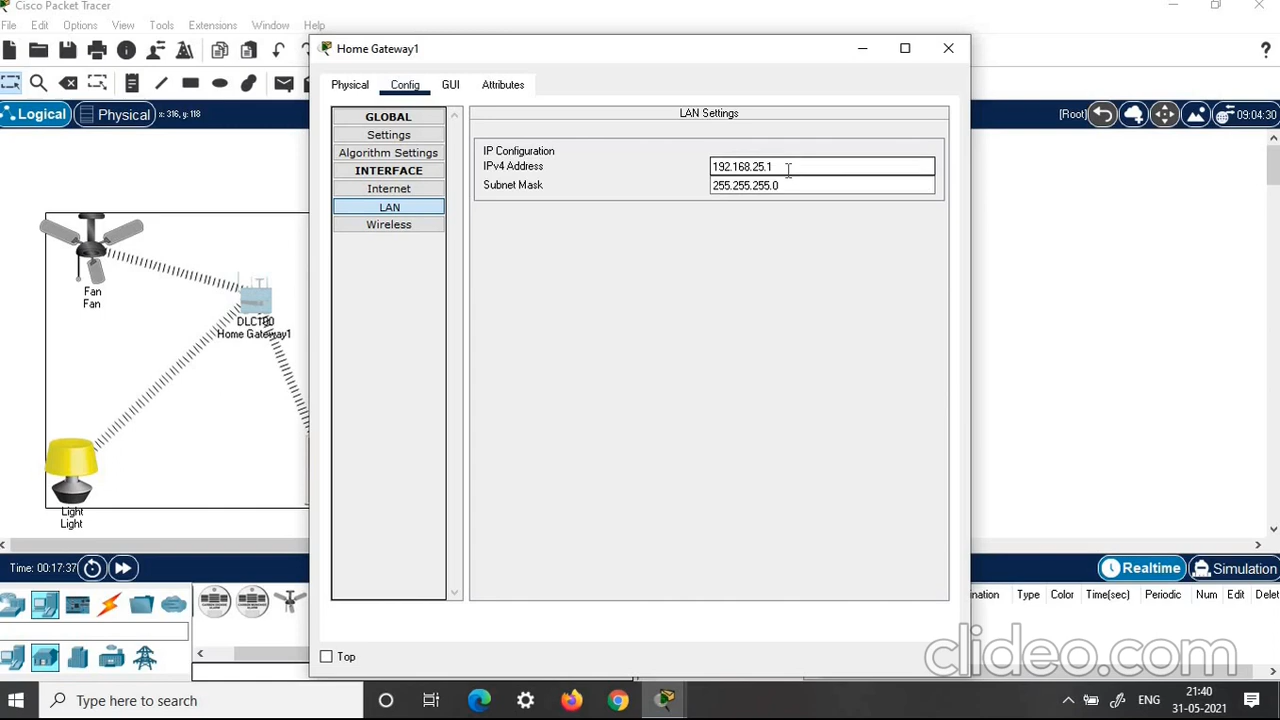 Cisco Packet Tracer
File Edit Options View Tools Extensions Window Help
Home Gateway1
Physical Config GUI Attributes
Logical Physical x: 316, y: 118
[Root] 09:04:30
GLOBAL
Settings
Algorithm Settings
INTERFACE
Internet
LAN
Wireless
LAN Settings
IP Configuration
IPv4 Address 192.168.25.1
Subnet Mask 255.255.255.0
Fan
Fan
DLC100
Home Gateway1
Light
Light
Time: 00:17:37
Realtime Simulation
ination Type Color Time(sec) Periodic Num Edit Delet
Top
clideo.com
Type here to search
ENG
21:40
31-05-2021